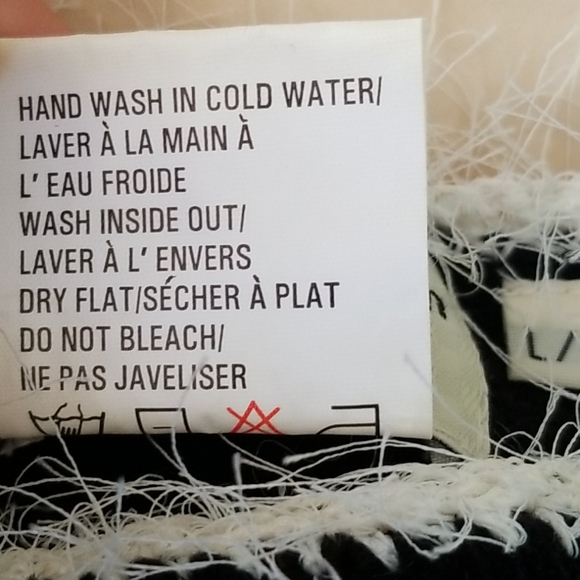 HAND WASH IN COLD WATER/
LAVER À LA MAIN À
L' EAU FROIDE
WASH INSIDE OUT/
LAVER À L' ENVERS
DRY FLAT/SÉCHER À PLAT
DO NOT BLEACH/
NE PAS JAVELISER